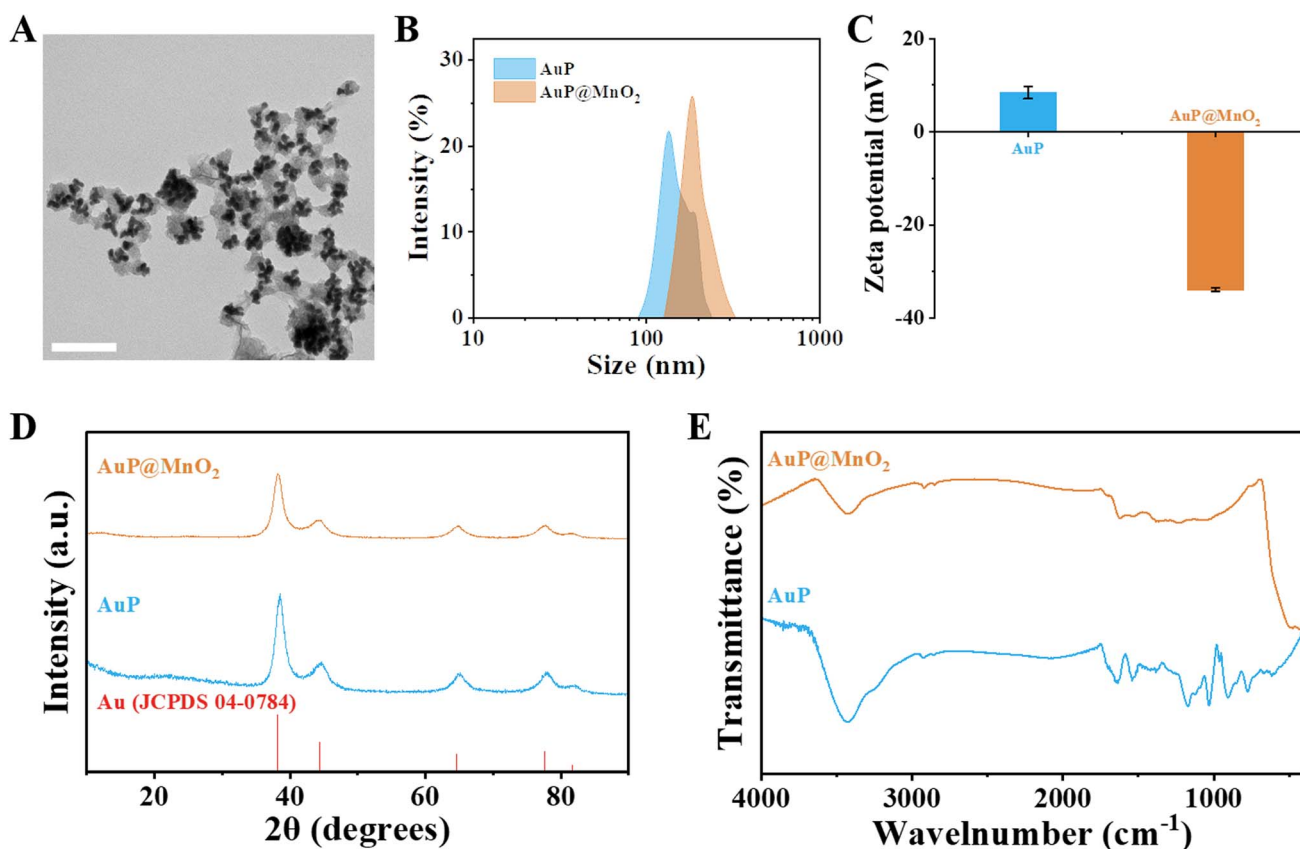 A
B
30
20
10
0
Intensity (%)
AuP
AuP@MnO₂
10
100
1000
Size (nm)
C
20
0
-20
-40
Zeta potential (mV)
AuP
AuP@MnO₂
D
AuP@MnO₂
AuP
Au (JCPDS 04-0784)
Intensity (a.u.)
20
40
60
80
2θ (degrees)
E
AuP@MnO₂
AuP
Transmittance (%)
4000
3000
2000
1000
Wavelnumber (cm⁻¹)